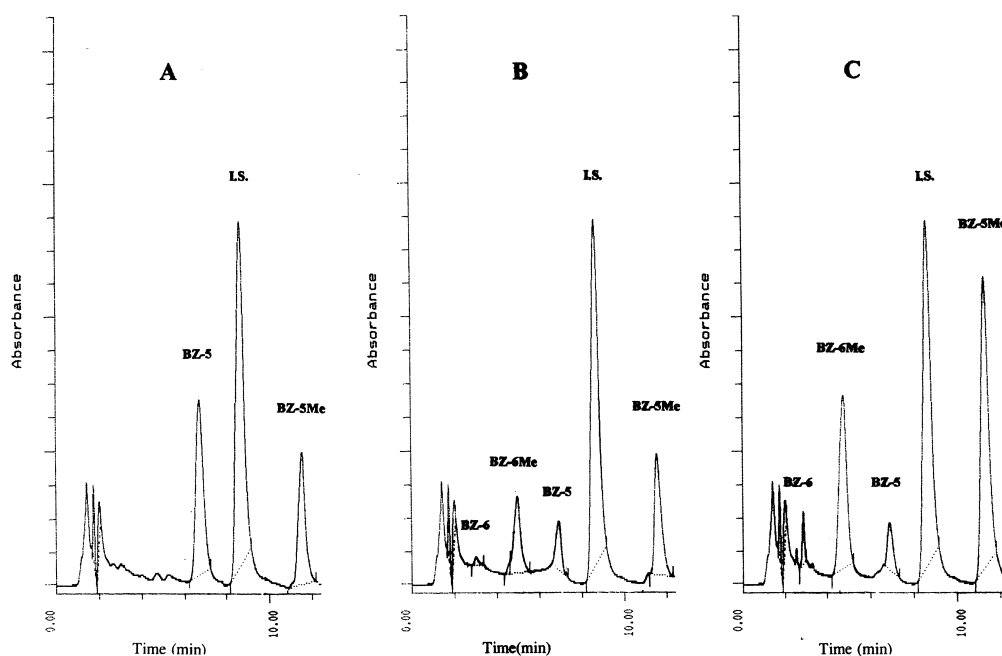 A
B
C
I.S.
I.S.
I.S.
BZ-5Me
BZ-5
BZ-6Me
BZ-5Me
BZ-5Me
BZ-6Me
BZ-5
BZ-6
BZ-6
BZ-5
Absorbance
Absorbance
Absorbance
0.00
10.00
0.00
10.00
0.00
10.00
Time (min)
Time(min)
Time (min)